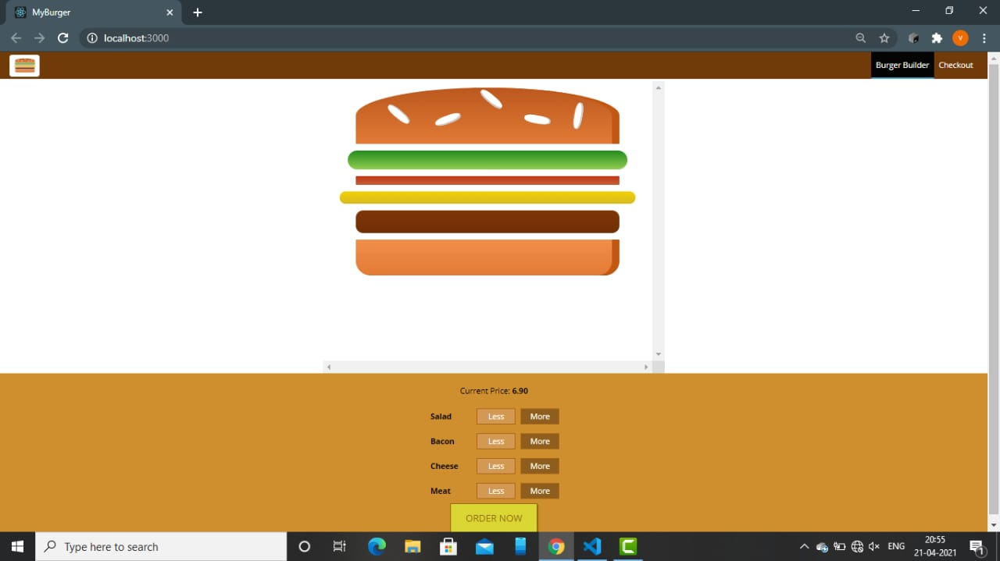 MyBurger
localhost:3000
V
Burger Builder Checkout
Current Price: 6.90
Salad Less More
Bacon Less More
Cheese Less More
Meat Less More
ORDER NOW
Type here to search
ENG
20:55
21-04-2021
1